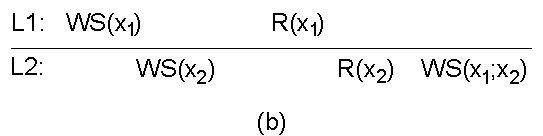 L1: WS(x₁) R(x₁)
L2: WS(x₂) R(x₂) WS(x₁;x₂)
(b)